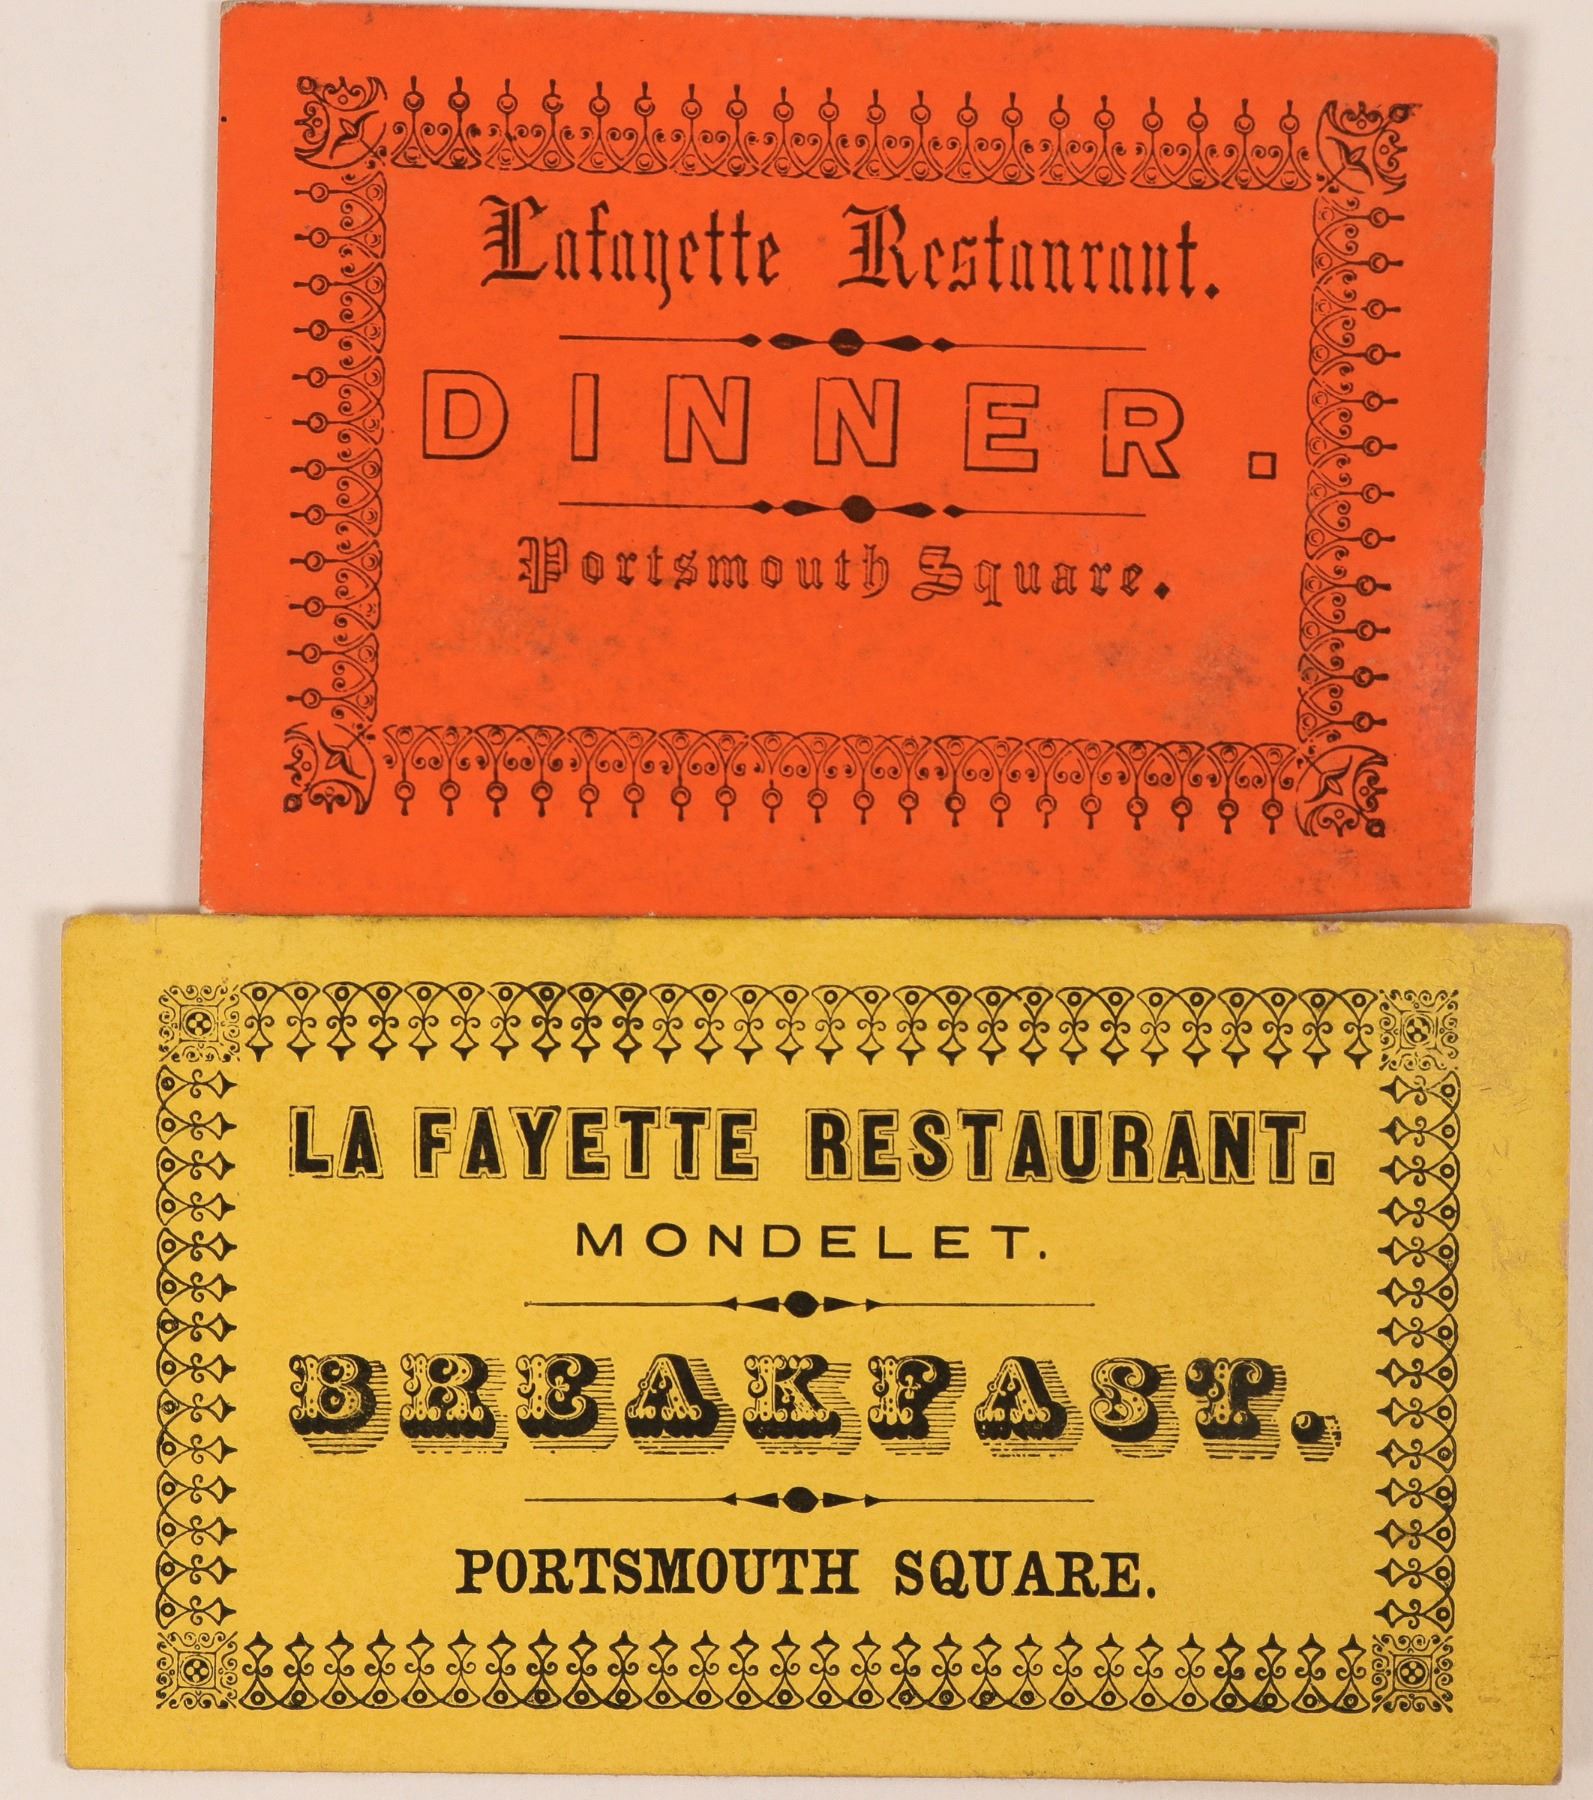 Lafayette Restaurant.
DINNER.
Portsmouth Square.
LA FAYETTE RESTAURANT.
MONDELET.
BREAKFAST.
PORTSMOUTH SQUARE.